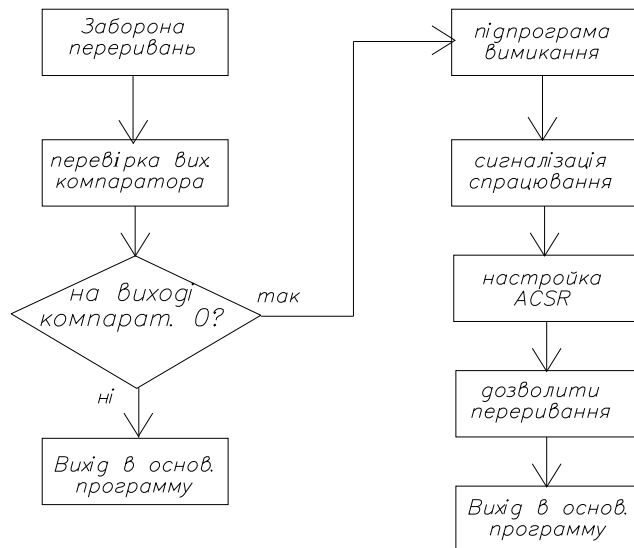 Заборона
переривань
перевірка вих
компаратора
на виході
компарат. 0?
так
ні
Вихід в основ.
программу
підпрограма
вимикання
сигналізація
спрацювання
настройка
ACSR
дозволити
переривання
Вихід в основ.
программу